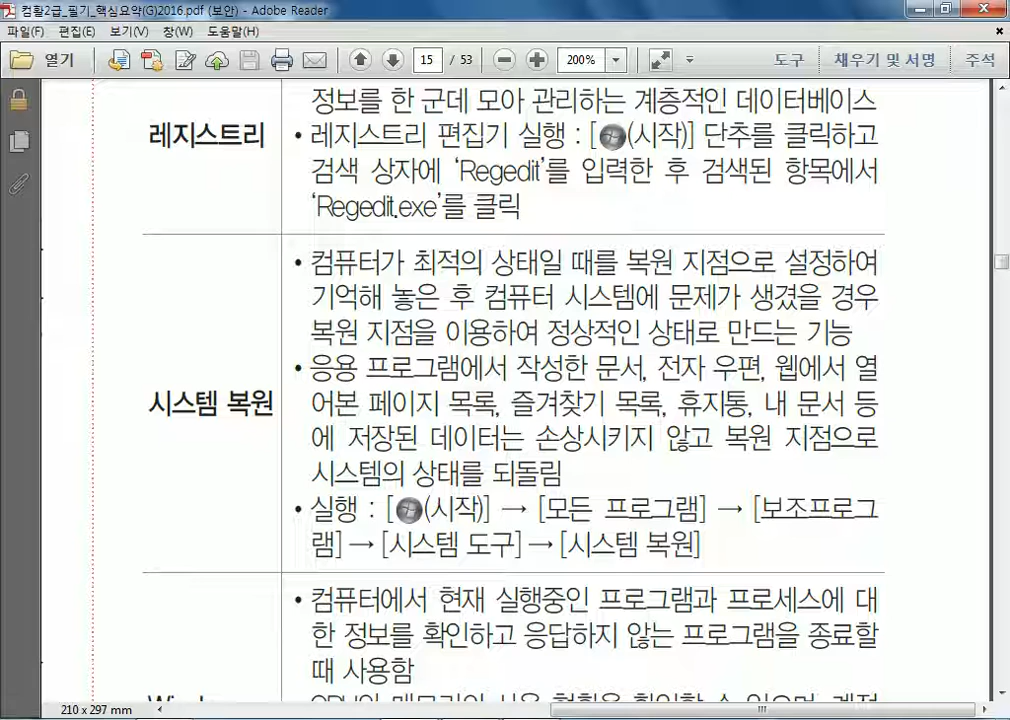 컴활2급_필기_핵심요약(G)2016.pdf (보안) - Adobe Reader
파일(F) 편집(E) 보기(V) 창(W) 도움말(H)
열기 15 / 53 200% 도구 채우기 및 서명 주석
정보를 한 군데 모아 관리하는 계층적인 데이터베이스
레지스트리
• 레지스트리 편집기 실행 : [(시작)] 단추를 클릭하고
검색 상자에 ‘Regedit’를 입력한 후 검색된 항목에서
‘Regedit.exe’를 클릭
• 컴퓨터가 최적의 상태일 때를 복원 지점으로 설정하여
기억해 놓은 후 컴퓨터 시스템에 문제가 생겼을 경우
복원 지점을 이용하여 정상적인 상태로 만드는 기능
• 응용 프로그램에서 작성한 문서, 전자 우편, 웹에서 열
시스템 복원
어본 페이지 목록, 즐겨찾기 목록, 휴지통, 내 문서 등
에 저장된 데이터는 손상시키지 않고 복원 지점으로
시스템의 상태를 되돌림
• 실행 : [(시작)] → [모든 프로그램] → [보조프로그
램] → [시스템 도구] → [시스템 복원]
• 컴퓨터에서 현재 실행중인 프로그램과 프로세스에 대
한 정보를 확인하고 응답하지 않는 프로그램을 종료할
때 사용함
210 x 297 mm